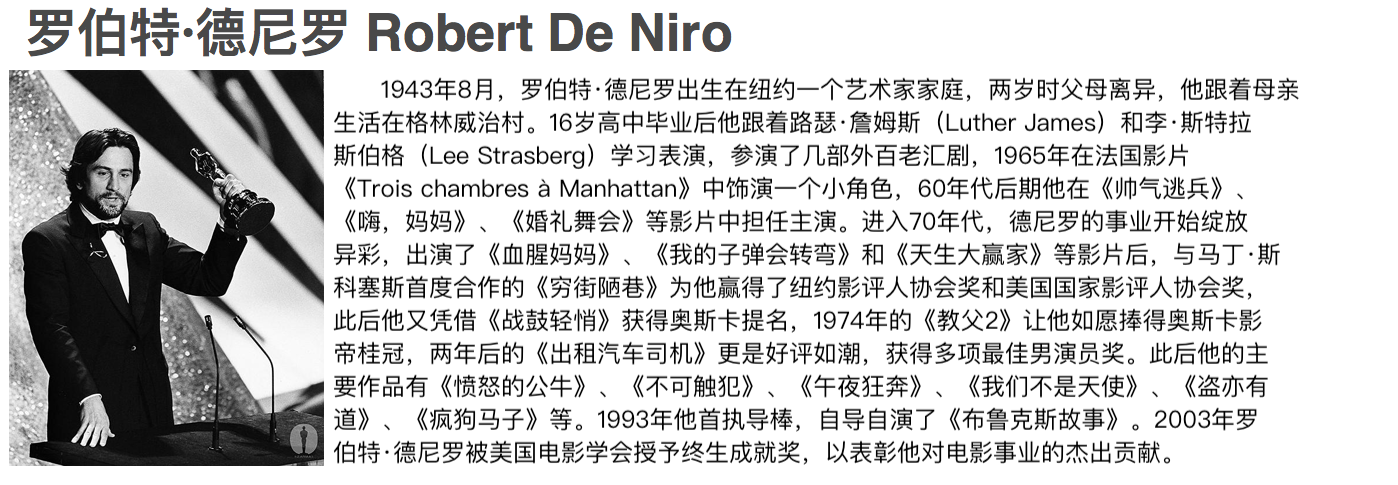 罗伯特·德尼罗 Robert De Niro
1943年8月，罗伯特·德尼罗出生在纽约一个艺术家家庭，两岁时父母离异，他跟着母亲
生活在格林威治村。16岁高中毕业后他跟着路瑟·詹姆斯（Luther James）和李·斯特拉
斯伯格（Lee Strasberg）学习表演，参演了几部外百老汇剧，1965年在法国影片
《Trois chambres à Manhattan》中饰演一个小角色，60年代后期他在《帅气逃兵》、
《嗨，妈妈》、《婚礼舞会》等影片中担任主演。进入70年代，德尼罗的事业开始绽放
异彩，出演了《血腥妈妈》、《我的子弹会转弯》和《天生大赢家》等影片后，与马丁·斯
科塞斯首度合作的《穷街陋巷》为他赢得了纽约影评人协会奖和美国国家影评人协会奖，
此后他又凭借《战鼓轻悄》获得奥斯卡提名，1974年的《教父2》让他如愿捧得奥斯卡影
帝桂冠，两年后的《出租汽车司机》更是好评如潮，获得多项最佳男演员奖。此后他的主
要作品有《愤怒的公牛》、《不可触犯》、《午夜狂奔》、《我们不是天使》、《盗亦有
道》、《疯狗马子》等。1993年他首执导棒，自导自演了《布鲁克斯故事》。2003年罗
伯特·德尼罗被美国电影学会授予终生成就奖，以表彰他对电影事业的杰出贡献。